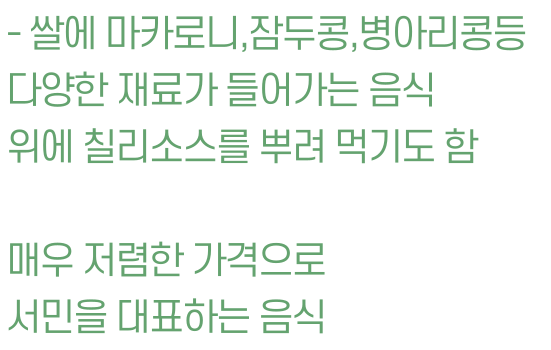 - 쌀에 마카로니,잠두콩,병아리콩등
다양한 재료가 들어가는 음식
위에 칠리소스를 뿌려 먹기도 함
매우 저렴한 가격으로
서민을 대표하는 음식